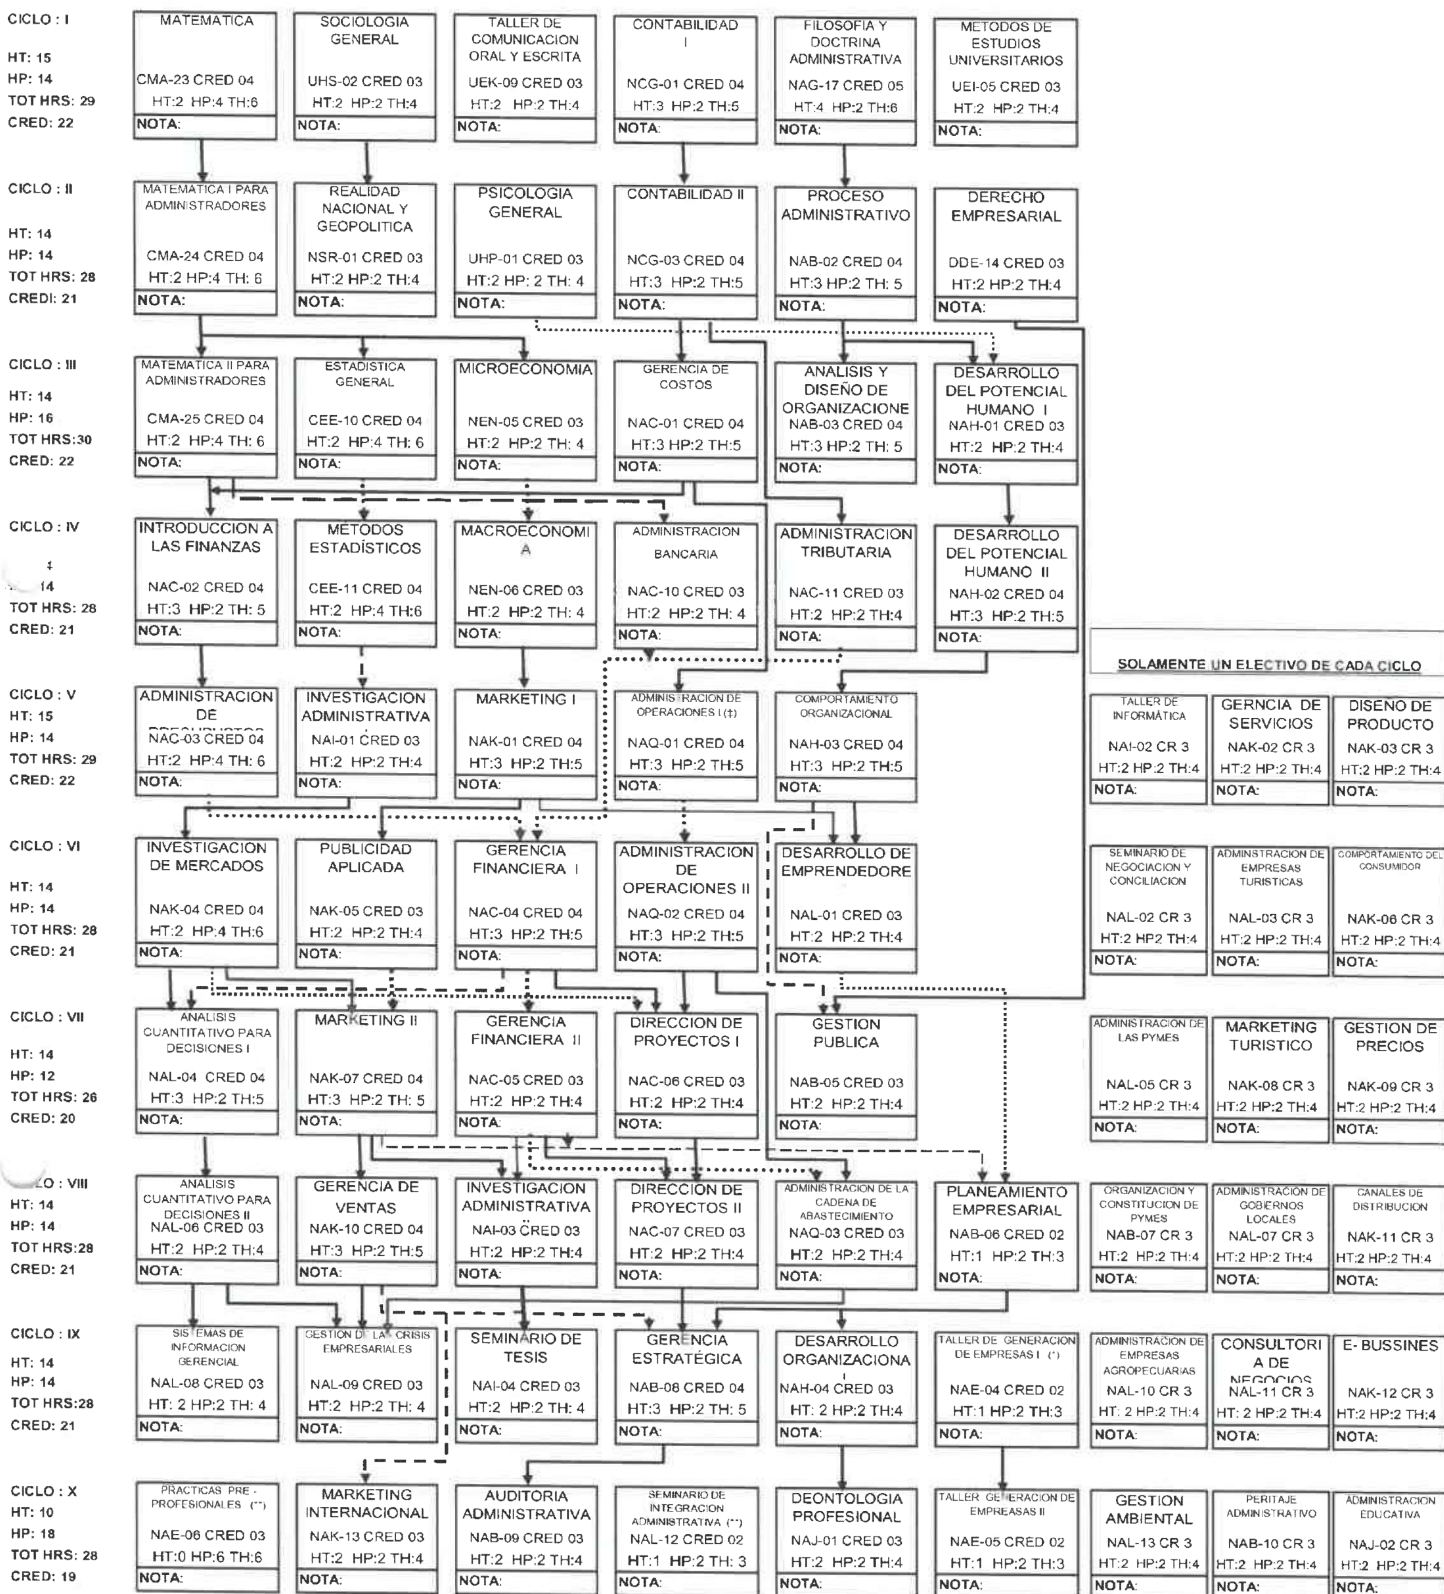 CICLO : I
HT: 15
HP: 14
TOT HRS: 29
CRED: 22
MATEMATICA
CMA-23 CRED 04
HT:2 HP:4 TH:6
NOTA:
SOCIOLOGIA
GENERAL
UHS-02 CRED 03
HT:2 HP:2 TH:4
NOTA:
TALLER DE
COMUNICACION
ORAL Y ESCRITA
UEK-09 CRED 03
HT:2 HP:2 TH:4
NOTA:
CONTABILIDAD
I
NCG-01 CRED 04
HT:3 HP:2 TH:5
NOTA:
FILOSOFIA Y
DOCTRINA
ADMINISTRATIVA
NAG-17 CRED 05
HT:4 HP:2 TH:6
NOTA:
METODOS DE
ESTUDIOS
UNIVERSITARIOS
UEI-05 CRED 03
HT:2 HP:2 TH:4
NOTA:
CICLO : II
HT: 14
HP: 14
TOT HRS: 28
CREDI: 21
MATEMATICA I PARA
ADMINISTRADORES
CMA-24 CRED 04
HT:2 HP:4 TH: 6
NOTA:
REALIDAD
NACIONAL Y
GEOPOLITICA
NSR-01 CRED 03
HT:2 HP:2 TH:4
NOTA:
PSICOLOGIA
GENERAL
UHP-01 CRED 03
HT:2 HP: 2 TH: 4
NOTA:
CONTABILIDAD II
NCG-03 CRED 04
HT:3 HP:2 TH:5
NOTA:
PROCESO
ADMINISTRATIVO
NAB-02 CRED 04
HT:3 HP:2 TH: 5
NOTA:
DERECHO
EMPRESARIAL
DDE-14 CRED 03
HT:2 HP:2 TH:4
NOTA:
CICLO : III
HT: 14
HP: 16
TOT HRS:30
CRED: 22
MATEMATICA II PARA
ADMINISTRADORES
CMA-25 CRED 04
HT:2 HP:4 TH: 6
NOTA:
ESTADISTICA
GENERAL
CEE-10 CRED 04
HT:2 HP:4 TH: 6
NOTA:
MICROECONOMIA
NEN-05 CRED 03
HT:2 HP:2 TH: 4
NOTA:
GERENCIA DE
COSTOS
NAC-01 CRED 04
HT:3 HP:2 TH:5
NOTA:
ANALISIS Y
DISEÑO DE
ORGANIZACIONE
NAB-03 CRED 04
HT:3 HP:2 TH: 5
NOTA:
DESARROLLO
DEL POTENCIAL
HUMANO I
NAH-01 CRED 03
HT:2 HP:2 TH:4
NOTA:
CICLO : IV
14
TOT HRS: 28
CRED: 21
INTRODUCCION A
LAS FINANZAS
NAC-02 CRED 04
HT:3 HP:2 TH: 5
NOTA:
MÉTODOS
ESTADÍSTICOS
CEE-11 CRED 04
HT:2 HP:4 TH:6
NOTA:
MACROECONOMI
A
NEN-06 CRED 03
HT:2 HP:2 TH: 4
NOTA:
ADMINISTRACION
BANCARIA
NAC-10 CRED 03
HT:2 HP:2 TH: 4
NOTA:
ADMINISTRACION
TRIBUTARIA
NAC-11 CRED 03
HT:2 HP:2 TH:4
NOTA:
DESARROLLO
DEL POTENCIAL
HUMANO II
NAH-02 CRED 04
HT:3 HP:2 TH:5
NOTA:
SOLAMENTE UN ELECTIVO DE CADA CICLO
CICLO : V
HT: 15
HP: 14
TOT HRS: 29
CRED: 22
ADMINISTRACION
DE
NAC-03 CRED 04
HT:2 HP:4 TH: 6
NOTA:
INVESTIGACION
ADMINISTRATIVA
NAI-01 CRED 03
HT:2 HP:2 TH:4
NOTA:
MARKETING I
NAK-01 CRED 04
HT:3 HP:2 TH:5
NOTA:
ADMINISTRACION DE
OPERACIONES I (‡)
NAQ-01 CRED 04
HT:3 HP:2 TH:5
NOTA:
COMPORTAMIENTO
ORGANIZACIONAL
NAH-03 CRED 04
HT:3 HP:2 TH:5
NOTA:
TALLER DE
INFORMÁTICA
NAI-02 CR 3
HT:2 HP:2 TH:4
NOTA:
GERNCIA DE
SERVICIOS
NAK-02 CR 3
HT:2 HP:2 TH:4
NOTA:
DISEÑO DE
PRODUCTO
NAK-03 CR 3
HT:2 HP:2 TH:4
NOTA:
CICLO : VI
HT: 14
HP: 14
TOT HRS: 28
CRED: 21
INVESTIGACION
DE MERCADOS
NAK-04 CRED 04
HT:2 HP:4 TH:6
NOTA:
PUBLICIDAD
APLICADA
NAK-05 CRED 03
HT:2 HP:2 TH:4
NOTA:
GERENCIA
FINANCIERA I
NAC-04 CRED 04
HT:3 HP:2 TH:5
NOTA:
ADMINISTRACION
DE
OPERACIONES II
NAQ-02 CRED 04
HT:3 HP:2 TH:5
NOTA:
DESARROLLO DE
EMPRENDEDORE
NAL-01 CRED 03
HT:2 HP:2 TH:4
NOTA:
SEMINARIO DE
NEGOCIACION Y
CONCILIACION
NAL-02 CR 3
HT:2 HP2 TH:4
NOTA:
ADMINISTRACION DE
EMPRESAS
TURISTICAS
NAL-03 CR 3
HT:2 HP:2 TH:4
NOTA:
COMPORTAMIENTO DEL
CONSUMIDOR
NAK-06 CR 3
HT:2 HP:2 TH:4
NOTA:
CICLO : VII
HT: 14
HP: 12
TOT HRS: 26
CRED: 20
ANALISIS
CUANTITATIVO PARA
DECISIONES I
NAL-04 CRED 04
HT:3 HP:2 TH:5
NOTA:
MARKETING II
NAK-07 CRED 04
HT:3 HP:2 TH: 5
NOTA:
GERENCIA
FINANCIERA II
NAC-05 CRED 03
HT:2 HP:2 TH:4
NOTA:
DIRECCION DE
PROYECTOS I
NAC-06 CRED 03
HT:2 HP:2 TH:4
NOTA:
GESTION
PUBLICA
NAB-05 CRED 03
HT:2 HP:2 TH:4
NOTA:
ADMINISTRACION DE
LAS PYMES
NAL-05 CR 3
HT:2 HP:2 TH:4
NOTA:
MARKETING
TURISTICO
NAK-08 CR 3
HT:2 HP:2 TH:4
NOTA:
GESTION DE
PRECIOS
NAK-09 CR 3
HT:2 HP:2 TH:4
NOTA:
LO : VIII
HT: 14
HP: 14
TOT HRS:28
CRED: 21
ANALISIS
CUANTITATIVO PARA
DECISIONES II
NAL-06 CRED 03
HT:2 HP:2 TH:4
NOTA:
GERENCIA DE
VENTAS
NAK-10 CRED 04
HT:3 HP:2 TH:5
NOTA:
INVESTIGACION
ADMINISTRATIVA
NAI-03 CRED 03
HT:2 HP:2 TH:4
NOTA:
DIRECCION DE
PROYECTOS II
NAC-07 CRED 03
HT:2 HP:2 TH:4
NOTA:
ADMINISTRACION DE LA
CADENA DE
ABASTECIMIENTO
NAQ-03 CRED 03
HT:2 HP:2 TH:4
NOTA:
PLANEAMIENTO
EMPRESARIAL
NAB-06 CRED 02
HT:1 HP:2 TH:3
NOTA:
ORGANIZACION Y
CONSTITUCION DE
PYMES
NAB-07 CR 3
HT:2 HP:2 TH:4
NOTA:
ADMINISTRACION DE
GOBIERNOS
LOCALES
NAL-07 CR 3
HT:2 HP:2 TH:4
NOTA:
CANALES DE
DISTRIBUCION
NAK-11 CR 3
HT:2 HP:2 TH:4
NOTA:
CICLO : IX
HT: 14
HP: 14
TOT HRS:28
CRED: 21
SISTEMAS DE
INFORMACION
GERENCIAL
NAL-08 CRED 03
HT: 2 HP:2 TH: 4
NOTA:
GESTION DE LAS CRISIS
EMPRESARIALES
NAL-09 CRED 03
HT:2 HP:2 TH: 4
NOTA:
SEMINARIO DE
TESIS
NAI-04 CRED 03
HT:2 HP:2 TH: 4
NOTA:
GERENCIA
ESTRATÉGICA
NAB-08 CRED 04
HT:3 HP:2 TH: 5
NOTA:
DESARROLLO
ORGANIZACIONA
NAH-04 CRED 03
HT: 2 HP:2 TH:4
NOTA:
TALLER DE GENERACION
DE EMPRESAS I (*)
NAE-04 CRED 02
HT:1 HP:2 TH:3
NOTA:
ADMINISTRACION DE
EMPRESAS
AGROPECUARIAS
NAL-10 CR 3
HT: 2 HP:2 TH:4
NOTA:
CONSULTORI
A DE
NEGOCIOS
NAL-11 CR 3
HT: 2 HP:2 TH:4
NOTA:
E- BUSSINES
NAK-12 CR 3
HT:2 HP:2 TH:4
NOTA:
CICLO : X
HT: 10
HP: 18
TOT HRS: 28
CRED: 19
PRACTICAS PRE -
PROFESIONALES (**)
NAE-06 CRED 03
HT:0 HP:6 TH:6
NOTA:
MARKETING
INTERNACIONAL
NAK-13 CRED 03
HT:2 HP:2 TH:4
NOTA:
AUDITORIA
ADMINISTRATIVA
NAB-09 CRED 03
HT:2 HP:2 TH:4
NOTA:
SEMINARIO DE
INTEGRACION
ADMINISTRATIVA (**)
NAL-12 CRED 02
HT:1 HP:2 TH: 3
NOTA:
DEONTOLOGIA
PROFESIONAL
NAJ-01 CRED 03
HT:2 HP:2 TH:4
NOTA:
TALLER GENERACION DE
EMPREASAS II
NAE-05 CRED 02
HT:1 HP:2 TH:3
NOTA:
GESTION
AMBIENTAL
NAL-13 CR 3
HT:2 HP:2 TH:4
NOTA:
PERITAJE
ADMINISTRATIVO
NAB-10 CR 3
HT:2 HP:2 TH:4
NOTA:
ADMINISTRACION
EDUCATIVA
NAJ-02 CR 3
HT:2 HP:2 TH:4
NOTA: